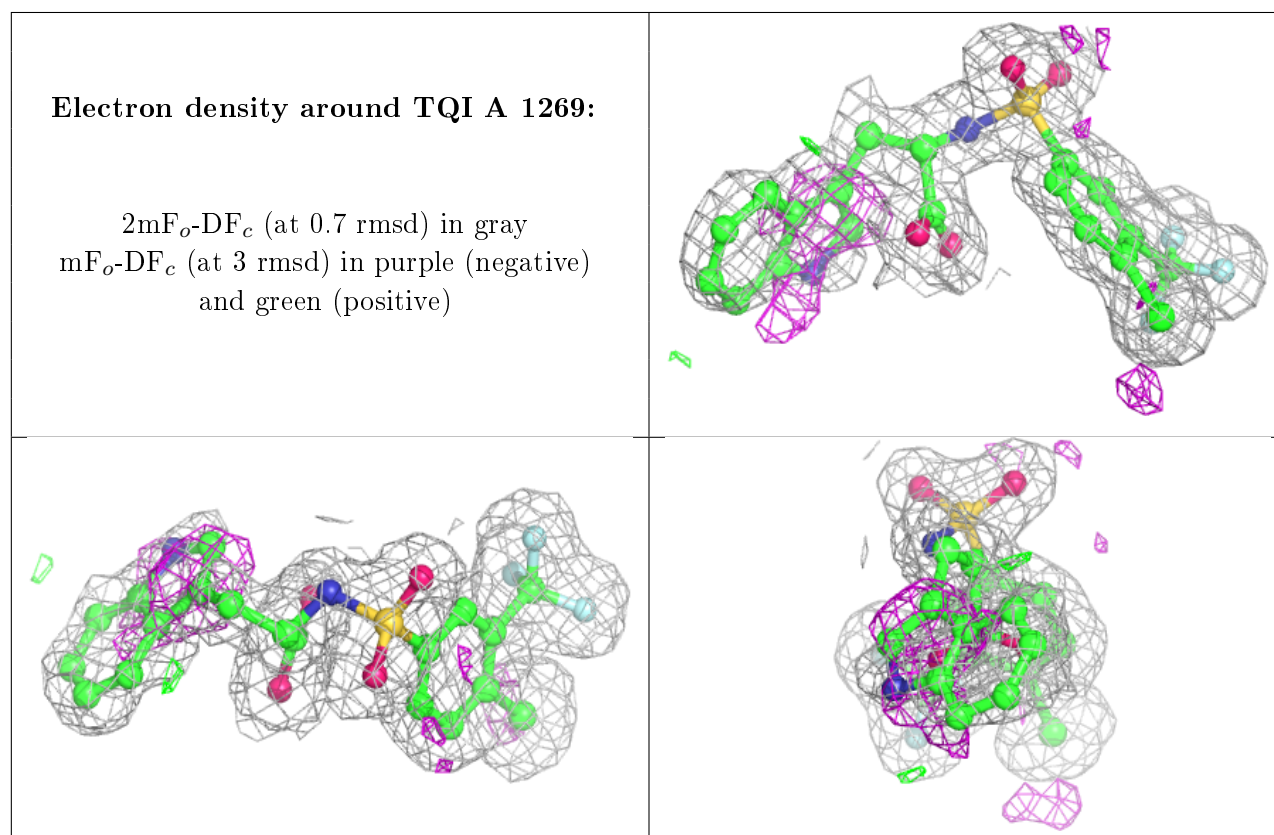 Electron density around TQI A 1269:
2mFₒ-DF𝑐 (at 0.7 rmsd) in gray
mFₒ-DF𝑐 (at 3 rmsd) in purple (negative)
and green (positive)